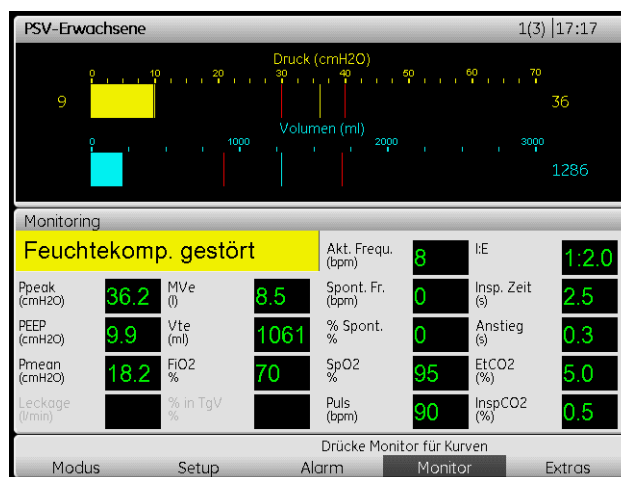 PSV-Erwachsene 1(3) |17:17
Druck (cmH2O)
0 10 20 30 40 50 60 70
9 36
Volumen (ml)
0 1000 2000 3000
1286
Monitoring
Feuchtekomp. gestört
Akt. Frequ. (bpm) 8 I:E 1:2.0
Ppeak (cmH2O) 36.2 MVe (l) 8.5 Spont. Fr. (bpm) 0 Insp. Zeit (s) 2.5
PEEP (cmH2O) 9.9 Vte (ml) 1061 % Spont. % 0 Anstieg (s) 0.3
Pmean (cmH2O) 18.2 FiO2 % 70 SpO2 % 95 EtCO2 (%) 5.0
Leckage (l/min) % in TgV % Puls (bpm) 90 InspCO2 (%) 0.5
Drücke Monitor für Kurven
Modus Setup Alarm Monitor Extras